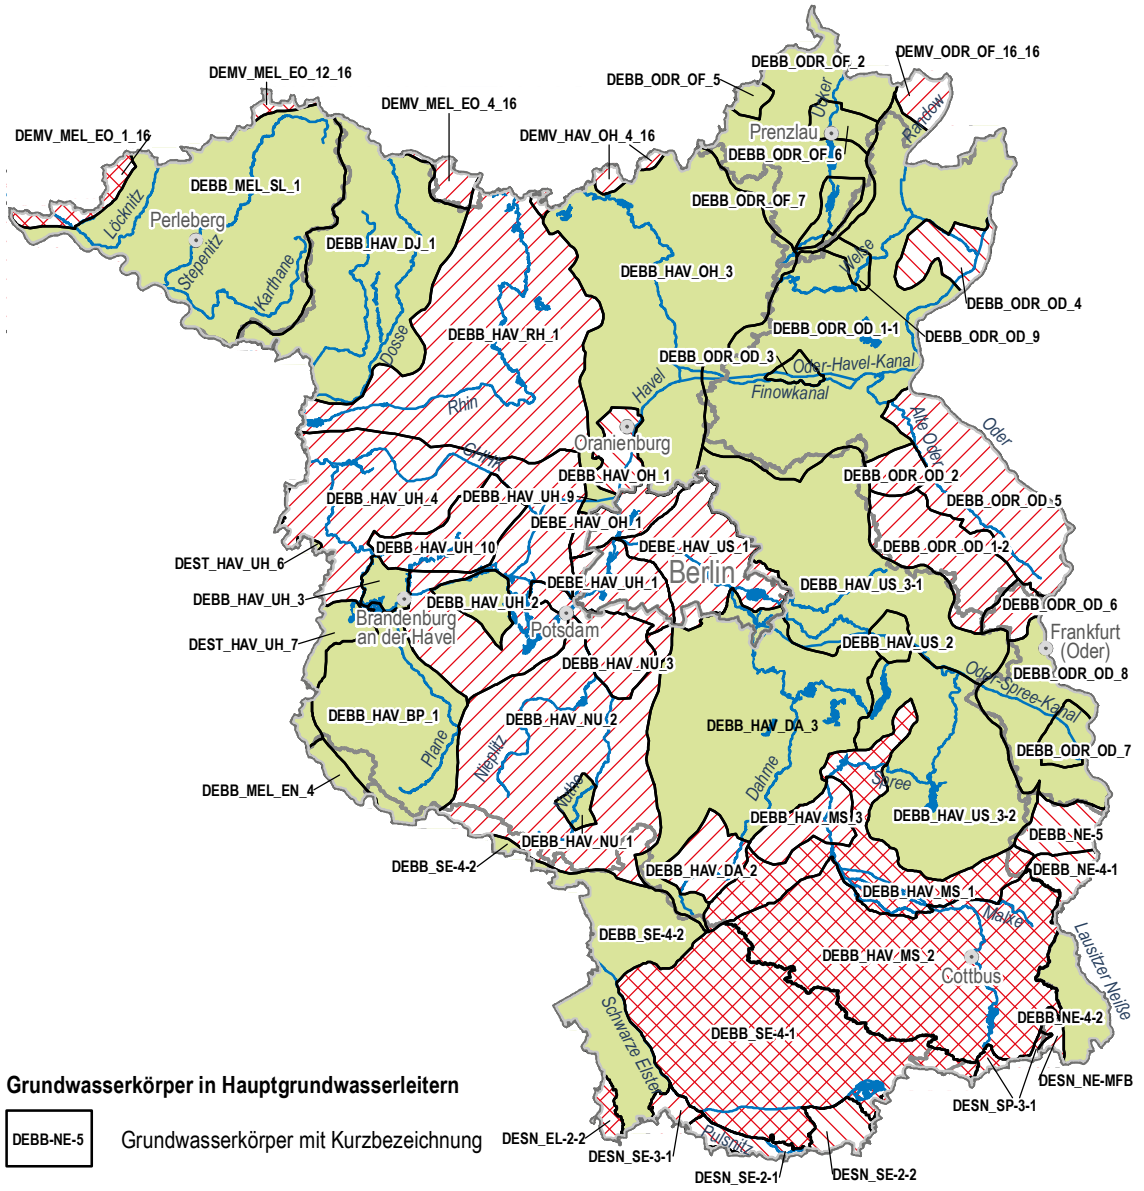 DEMV_MEL_EO_12_16
DEMV_MEL_EO_4_16
DEMV_MEL_EO_1_16
DEMV_HAV_OH_4_16
DEBB_ODR_OF_5
DEBB_ODR_OF_2
DEMV_ODR_OF_16_16
Ucker
Randow
Prenzlau
DEBB_ODR_OF_6
DEBB_ODR_OF_7
DEBB_MEL_SL_1
Löcknitz
Perleberg
Stepenitz
Karthane
DEBB_HAV_DJ_1
Dosse
DEBB_HAV_OH_3
Welse
DEBB_ODR_OD_4
DEBB_ODR_OD_9
DEBB_ODR_OD_1-1
DEBB_ODR_OD_3
Oder-Havel-Kanal
Finowkanal
DEBB_HAV_RH_1
Rhin
Havel
Oranienburg
Alte Oder
Oder
DEBB_HAV_OH_1
DEBB_ODR_OD_2
DEBB_ODR_OD_5
DEBB_HAV_UH_4
DEBB_HAV_UH_9
DEBE_HAV_OH_1
DEBB_ODR_OD_1-2
DEBB_HAV_UH_10
DEBE_HAV_US_1
DEST_HAV_UH_6
Berlin
DEBE_HAV_UH_1
DEBB_HAV_US_3-1
DEBB_HAV_UH_3
DEBB_HAV_UH_2
DEBB_ODR_OD_6
Brandenburg
an der Havel
Potsdam
Frankfurt
(Oder)
DEST_HAV_UH_7
DEBB_HAV_US_2
DEBB_HAV_NU_3
DEBB_ODR_OD_8
Oder-Spree-Kanal
DEBB_HAV_BP_1
Plane
DEBB_HAV_NU_2
Nieplitz
DEBB_HAV_DA_3
DEBB_ODR_OD_7
DEBB_MEL_EN_4
Nuthe
Dahme
Spree
DEBB_HAV_MS_3
DEBB_HAV_US_3-2
DEBB_HAV_NU_1
DEBB_NE-5
DEBB_SE-4-2
DEBB_HAV_DA_2
DEBB_NE-4-1
DEBB_HAV_MS_1
Malxe
DEBB_SE-4-2
DEBB_HAV_MS_2
Cottbus
Lausitzer Neiße
DEBB_NE-4-2
DEBB_SE-4-1
Schwarze Elster
DESN_NE-MFB
DESN_SP-3-1
Pulsnitz
DESN_EL-2-2
DESN_SE-3-1
DESN_SE-2-1
DESN_SE-2-2
Grundwasserkörper in Hauptgrundwasserleitern
DEBB-NE-5
Grundwasserkörper mit Kurzbezeichnung